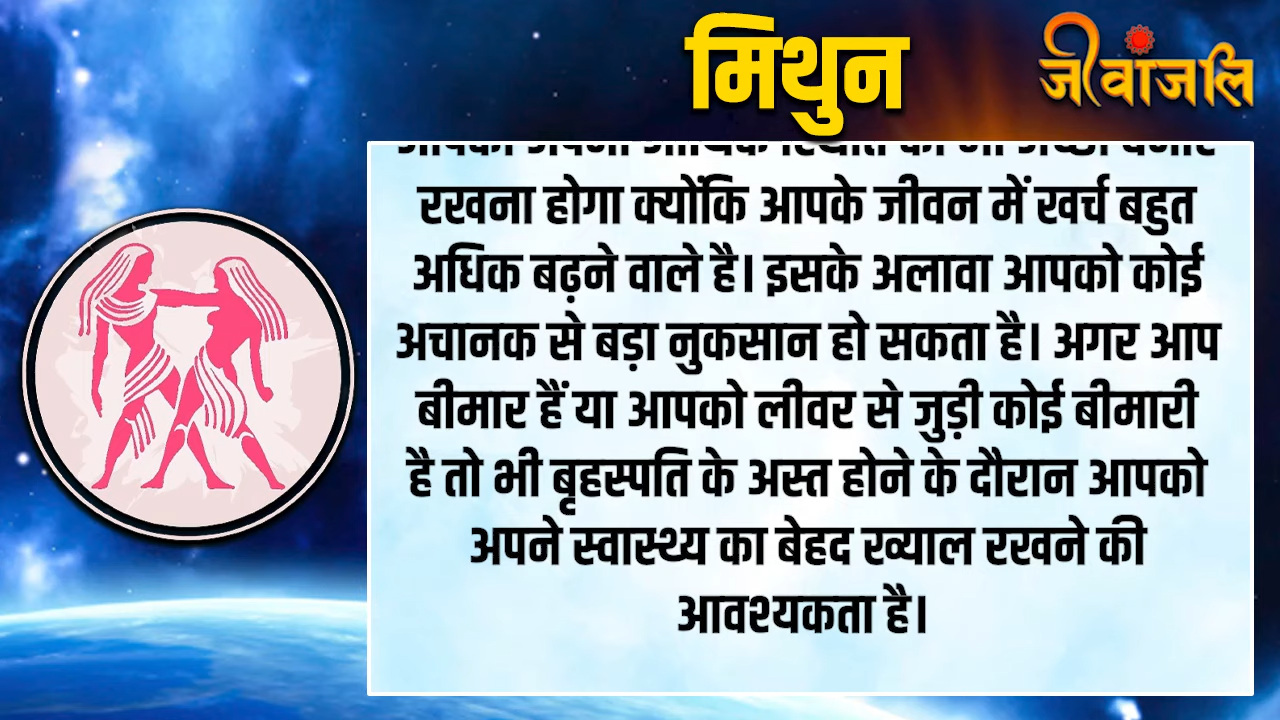 मिथुन
जीवांजलि
रखना होगा क्योंकि आपके जीवन में खर्च बहुत
अधिक बढ़ने वाले है। इसके अलावा आपको कोई
अचानक से बड़ा नुकसान हो सकता है। अगर आप
बीमार हैं या आपको लीवर से जुड़ी कोई बीमारी
है तो भी बृहस्पति के अस्त होने के दौरान आपको
अपने स्वास्थ्य का बेहद ख्याल रखने की
आवश्यकता है।